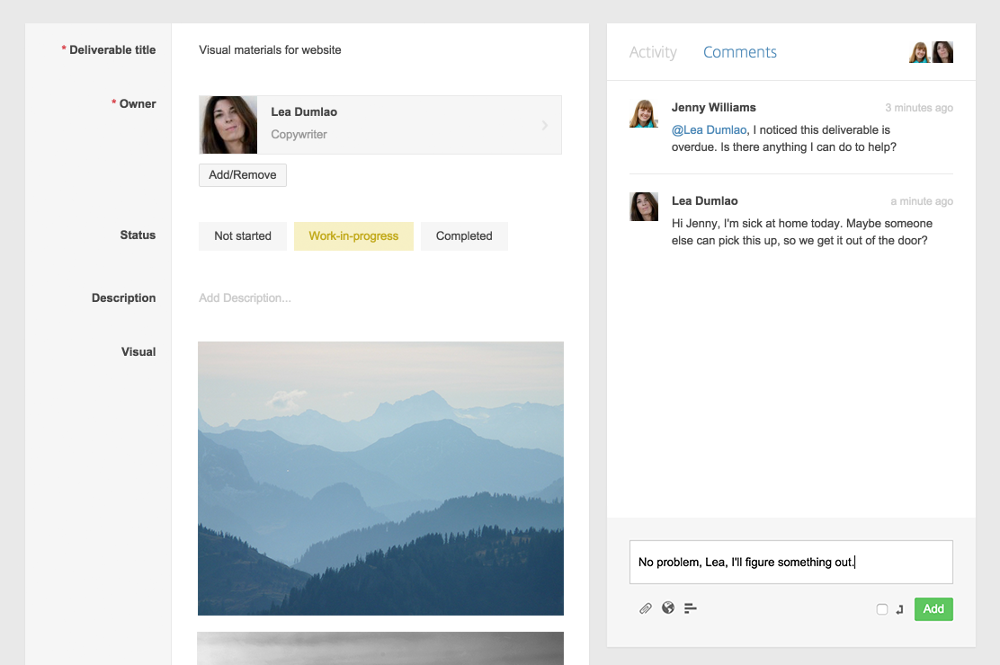 * Deliverable title
Visual materials for website
* Owner
Lea Dumlao
Copywriter
Add/Remove
Status
Not started
Work-in-progress
Completed
Description
Add Description...
Visual
Activity
Comments
Jenny Williams
3 minutes ago
@Lea Dumlao, I noticed this deliverable is
overdue. Is there anything I can do to help?
Lea Dumlao
a minute ago
Hi Jenny, I'm sick at home today. Maybe someone
else can pick this up, so we get it out of the door?
No problem, Lea, I'll figure something out.
Add